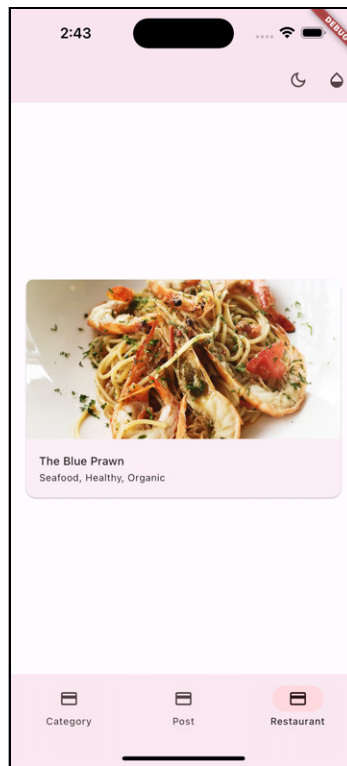 2:43
DEBUG
The Blue Prawn
Seafood, Healthy, Organic
Category
Post
Restaurant